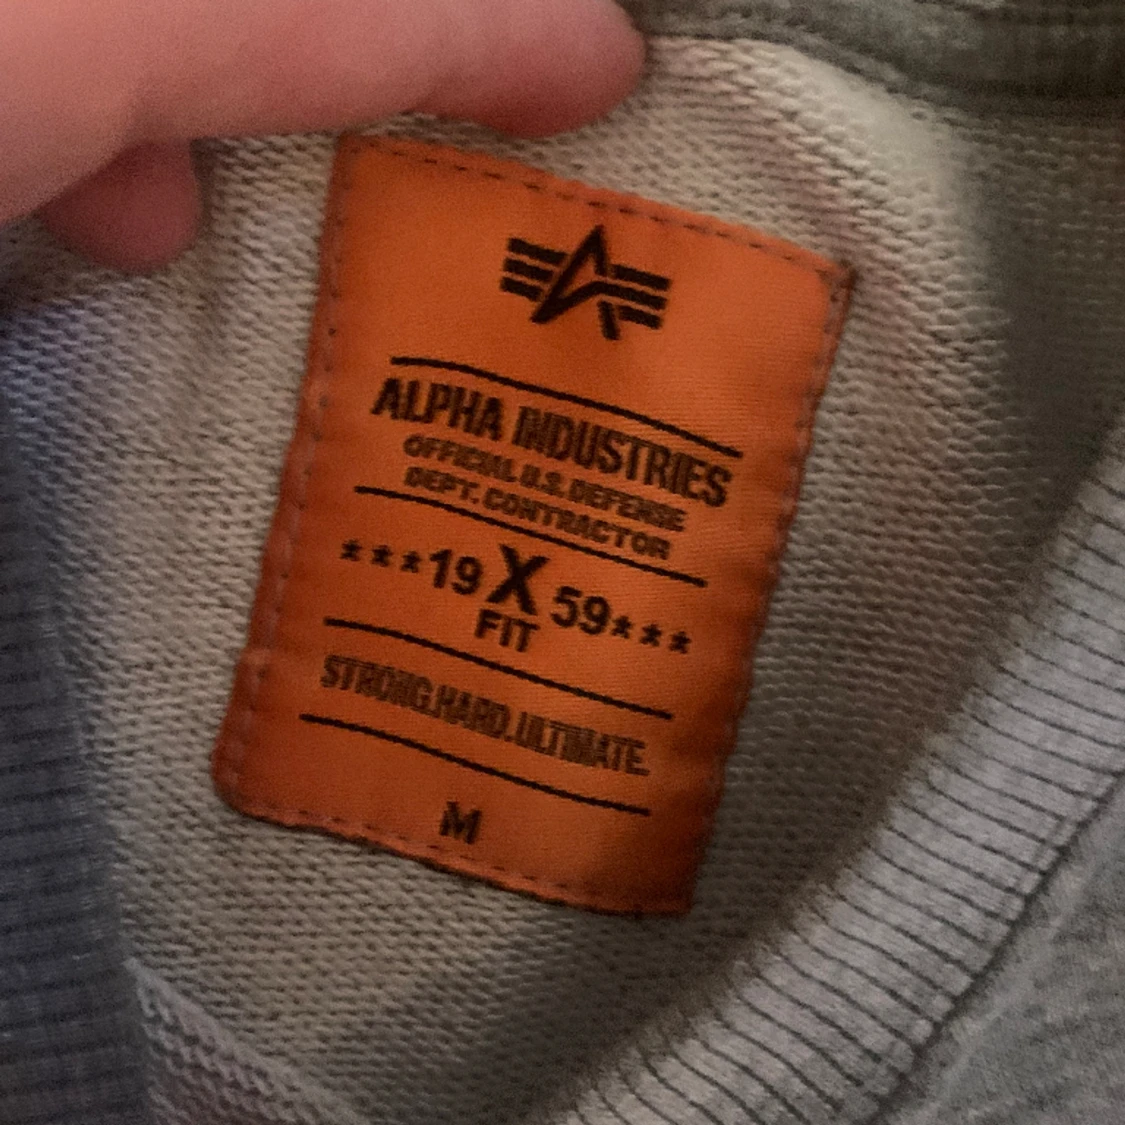 ALPHA INDUSTRIES
OFFICIAL U.S. DEFENSE
DEPT. CONTRACTOR
***19 X 59***
FIT
STRONG.HARD.ULTIMATE.
M